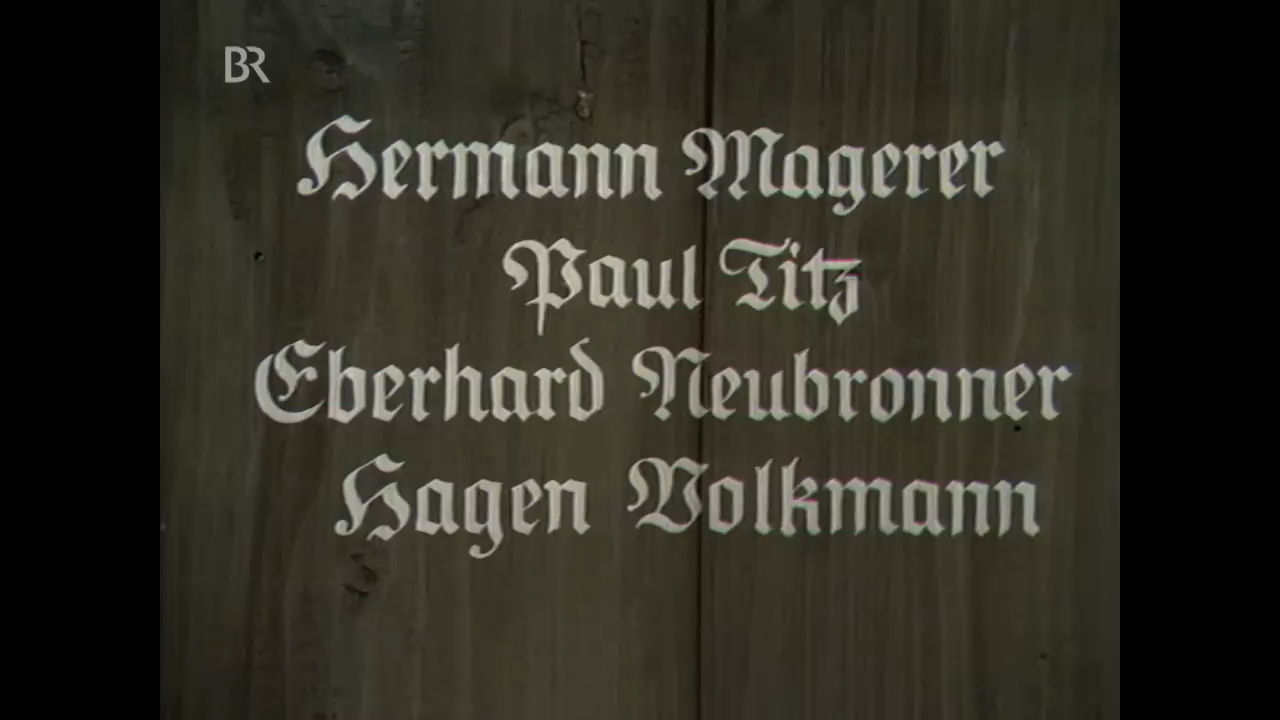 BR
Hermann Magerer
Paul Titz
Eberhard Neubronner
Hagen Volkmann